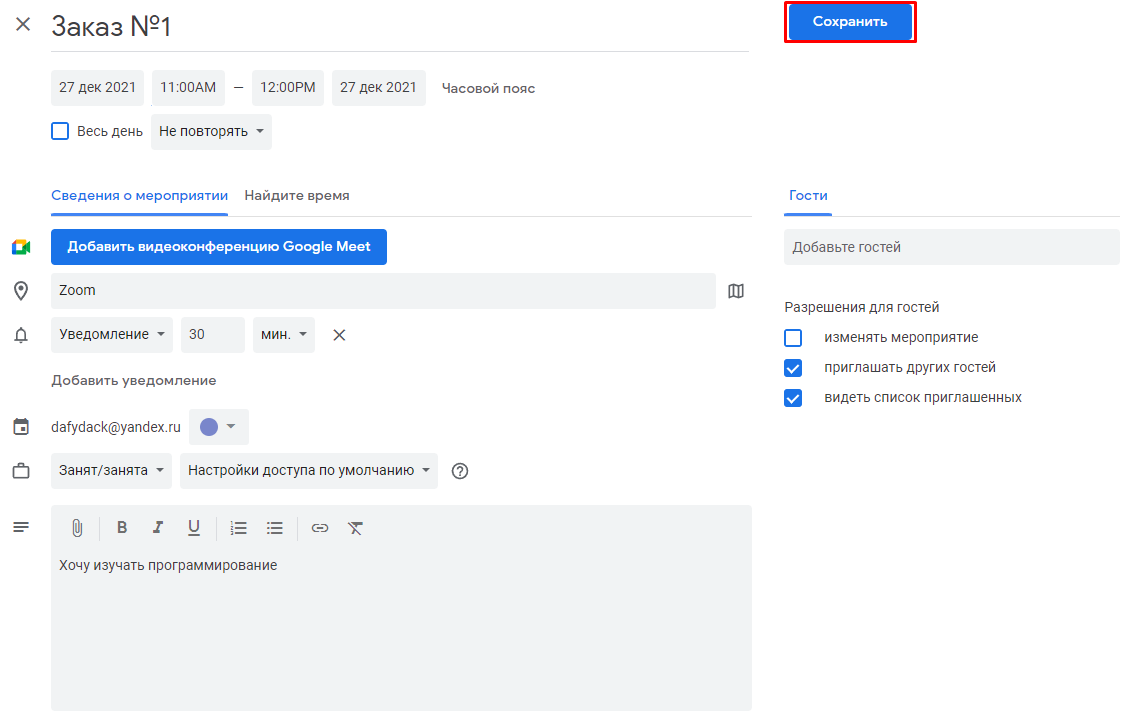 Заказ №1
Сохранить
27 дек 2021 11:00AM — 12:00PM 27 дек 2021 Часовой пояс
Весь день Не повторять
Сведения о мероприятии Найдите время
Гости
Добавить видеоконференцию Google Meet
Добавьте гостей
Zoom
Разрешения для гостей
Уведомление 30 мин.
изменять мероприятие
приглашать других гостей
Добавить уведомление
видеть список приглашенных
dafydack@yandex.ru
Занят/занята Настройки доступа по умолчанию
B I U
Хочу изучать программирование